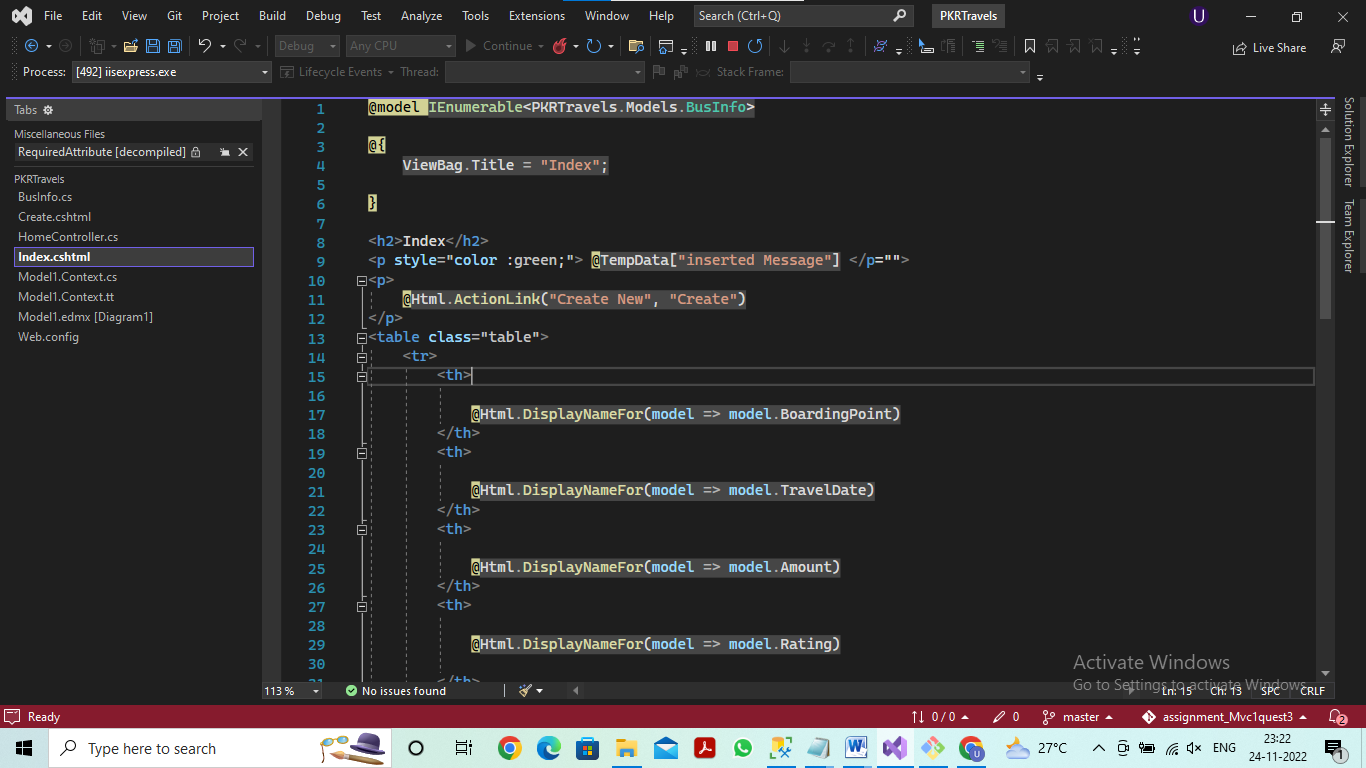 File Edit View Git Project Build Debug Test Analyze Tools Extensions Window Help Search (Ctrl+Q) PKRTravels U
Debug Any CPU Continue Live Share
Process: [492] iisexpress.exe Lifecycle Events Thread: Stack Frame:
Tabs
Miscellaneous Files
RequiredAttribute [decompiled]
PKRTravels
BusInfo.cs
Create.cshtml
HomeController.cs
Index.cshtml
Model1.Context.cs
Model1.Context.tt
Model1.edmx [Diagram1]
Web.config
1 @model IEnumerable<PKRTravels.Models.BusInfo>
2
3 @{
4 ViewBag.Title = "Index";
5
6 }
7
8 <h2>Index</h2>
9 <p style="color :green;"> @TempData["inserted Message"] </p="">
10 <p>
11 @Html.ActionLink("Create New", "Create")
12 </p>
13 <table class="table">
14 <tr>
15 <th>
16
17 @Html.DisplayNameFor(model => model.BoardingPoint)
18 </th>
19 <th>
20
21 @Html.DisplayNameFor(model => model.TravelDate)
22 </th>
23 <th>
24
25 @Html.DisplayNameFor(model => model.Amount)
26 </th>
27 <th>
28
29 @Html.DisplayNameFor(model => model.Rating)
30
31 </th>
Solution Explorer
Team Explorer
Activate Windows
Go to Settings to activate Windows.
113 % No issues found Ln: 15 Ch: 13 SPC CRLF
Ready 0 / 0 0 master assignment_Mvc1quest3 2
Type here to search 27°C ENG 23:22
24-11-2022 1